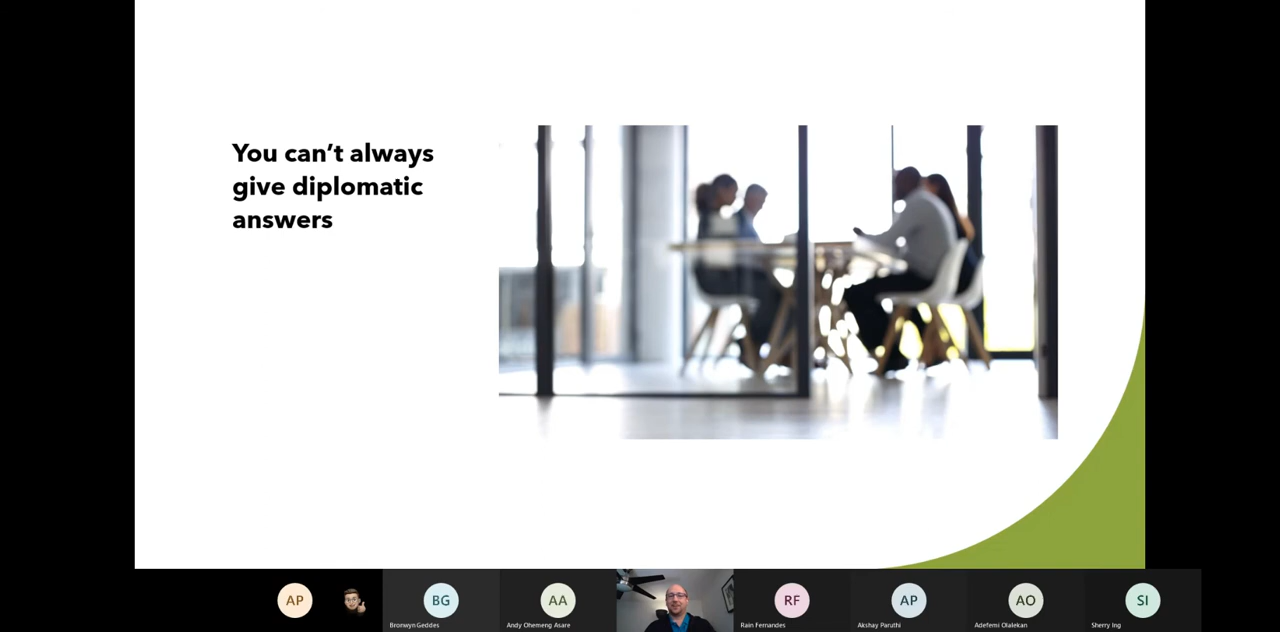 You can’t always
give diplomatic
answers
AP
BG
AA
RF
AP
AO
SI
Bronwyn Geddes
Andy Ohemeng Asare
Rain Fernandes
Akshay Paruthi
Adefemi Olalekan
Sherry Ing